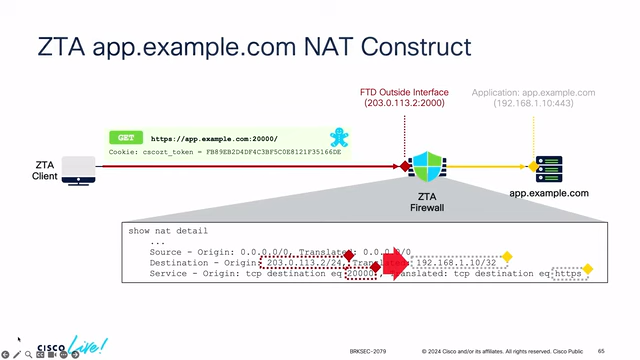 ZTA app.example.com NAT Construct
FTD Outside Interface
(203.0.113.2:2000)
Application: app.example.com
(192.168.1.10:443)
GET https://app.example.com:20000/
Cookie: cscozt_token = FB89EB2D4DF4C3BF5C0E8121F35166DE
ZTA
Client
ZTA
Firewall
app.example.com
show nat detail
...
Source - Origin: 0.0.0.0/0, Translated: 0.0.0.0/0
Destination - Origin: 203.0.113.2/24, Translated: 192.168.1.10/32
Service - Origin: tcp destination eq 20000, Translated: tcp destination eq https
CISCO Live!
BRKSEC-2079
© 2024 Cisco and/or its affiliates. All rights reserved. Cisco Public
65